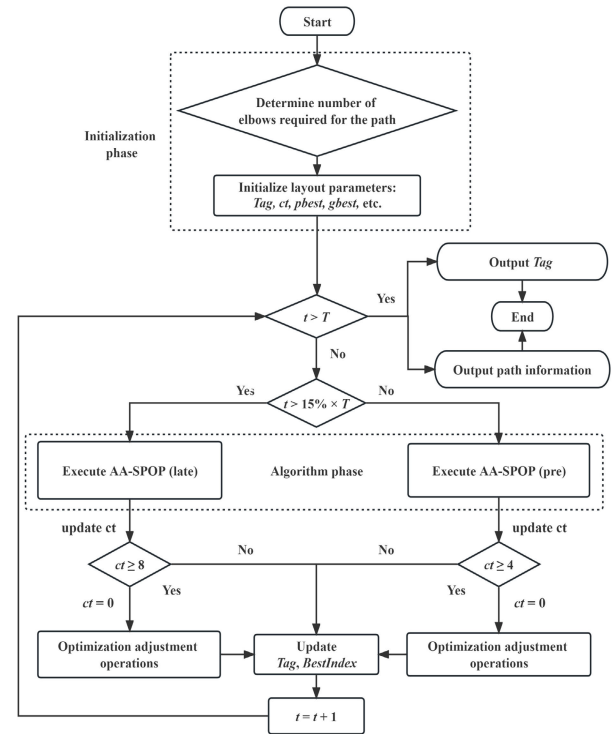 Start
Determine number of
elbows required for the path
Initialization
phase
Initialize layout parameters:
Tag, ct, pbest, gbest, etc.
Output Tag
Yes
t > T
End
No
Output path information
Yes
No
t > 15% × T
Execute AA-SPOP (late)
Algorithm phase
Execute AA-SPOP (pre)
update ct
update ct
No
No
ct ≥ 8
ct ≥ 4
Yes
Yes
ct = 0
ct = 0
Optimization adjustment
operations
Update
Tag, BestIndex
Optimization adjustment
operations
t = t + 1